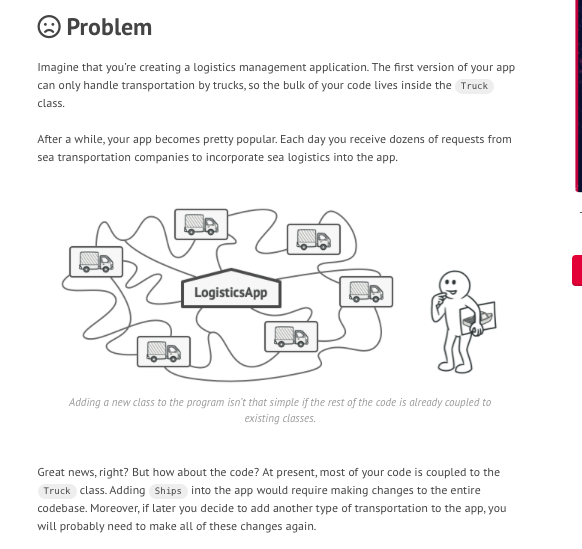 Problem
Imagine that you're creating a logistics management application. The first version of your app
can only handle transportation by trucks, so the bulk of your code lives inside the Truck
class.
After a while, your app becomes pretty popular. Each day you receive dozens of requests from
sea transportation companies to incorporate sea logistics into the app.
LogisticsApp
Adding a new class to the program isn't that simple if the rest of the code is already coupled to
existing classes.
Great news, right? But how about the code? At present, most of your code is coupled to the
Truck class. Adding Ships into the app would require making changes to the entire
codebase. Moreover, if later you decide to add another type of transportation to the app, you
will probably need to make all of these changes again.